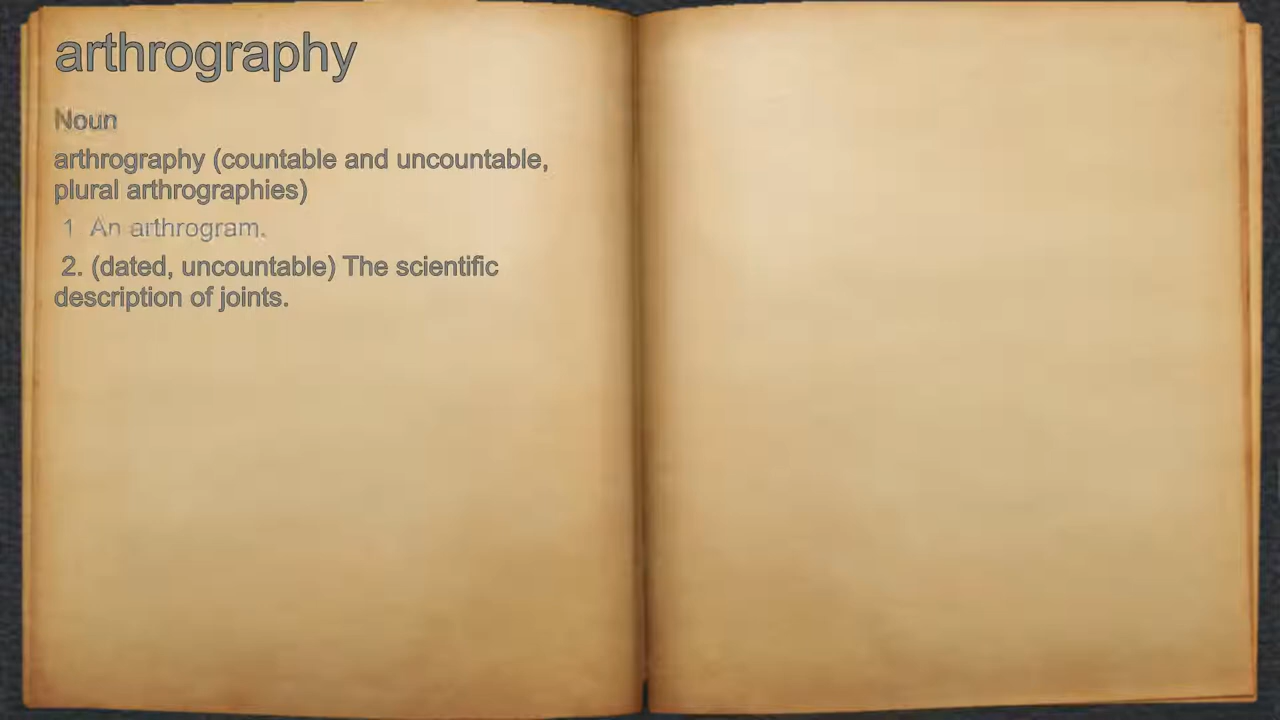 arthrography
Noun
arthrography (countable and uncountable,
plural arthrographies)
1 An arthrogram.
2. (dated, uncountable) The scientific
description of joints.